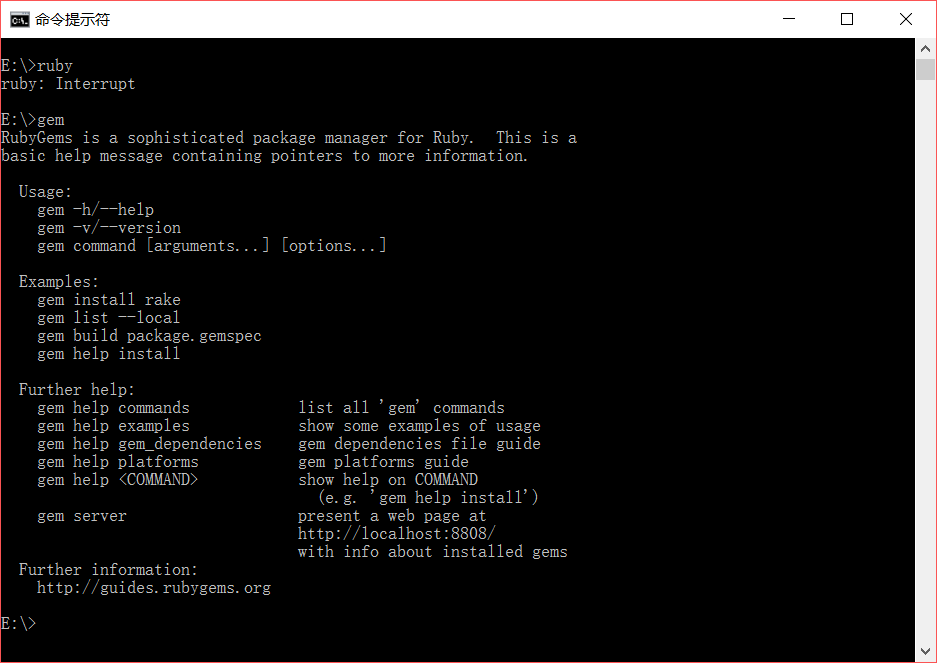 命令提示符
E:\>ruby
ruby: Interrupt
E:\>gem
RubyGems is a sophisticated package manager for Ruby.  This is a
basic help message containing pointers to more information.
  Usage:
    gem -h/--help
    gem -v/--version
    gem command [arguments...] [options...]
  Examples:
    gem install rake
    gem list --local
    gem build package.gemspec
    gem help install
  Further help:
    gem help commands            list all 'gem' commands
    gem help examples            show some examples of usage
    gem help gem_dependencies    gem dependencies file guide
    gem help platforms           gem platforms guide
    gem help <COMMAND>           show help on COMMAND
                                   (e.g. 'gem help install')
    gem server                   present a web page at
                                 http://localhost:8808/
                                 with info about installed gems
  Further information:
    http://guides.rubygems.org
E:\>